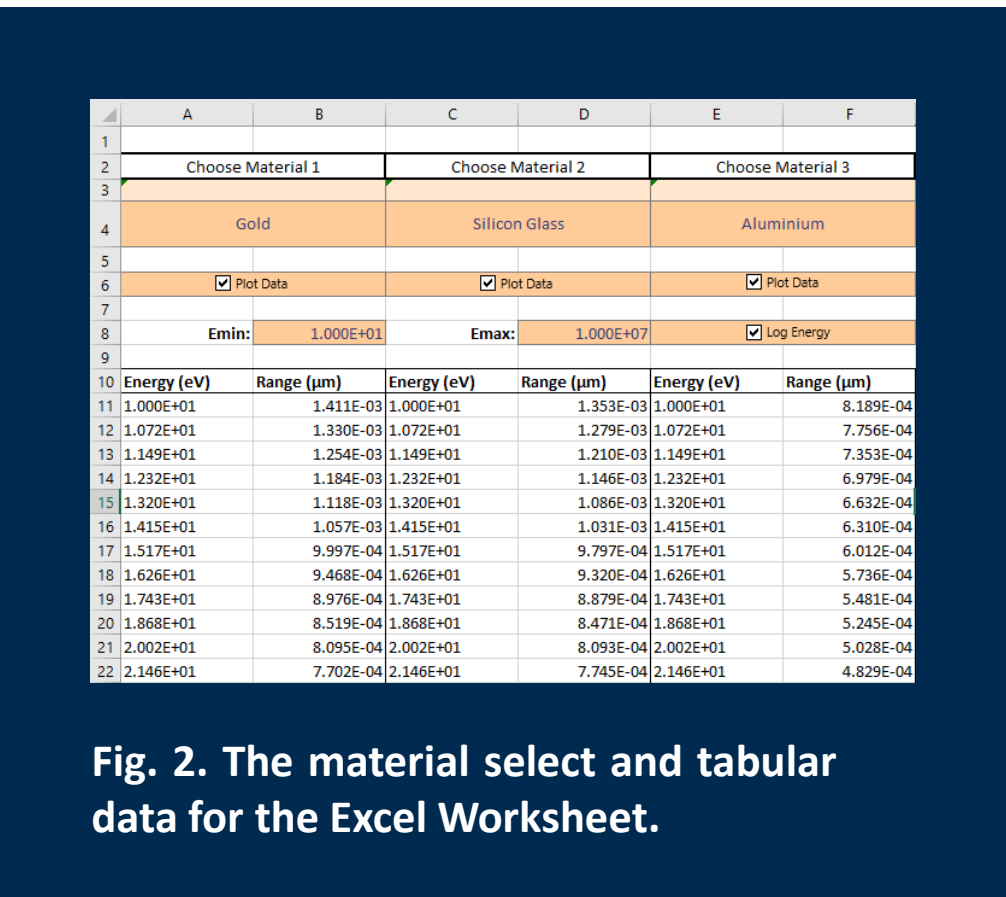 A B C D E F
1
2 Choose Material 1 Choose Material 2 Choose Material 3
3
4 Gold Silicon Glass Aluminium
5
6 Plot Data Plot Data Plot Data
7
8 Emin: 1.000E+01 Emax: 1.000E+07 Log Energy
9
10 Energy (eV) Range (µm) Energy (eV) Range (µm) Energy (eV) Range (µm)
11 1.000E+01 1.411E-03 1.000E+01 1.353E-03 1.000E+01 8.189E-04
12 1.072E+01 1.330E-03 1.072E+01 1.279E-03 1.072E+01 7.756E-04
13 1.149E+01 1.254E-03 1.149E+01 1.210E-03 1.149E+01 7.353E-04
14 1.232E+01 1.184E-03 1.232E+01 1.146E-03 1.232E+01 6.979E-04
15 1.320E+01 1.118E-03 1.320E+01 1.086E-03 1.320E+01 6.632E-04
16 1.415E+01 1.057E-03 1.415E+01 1.031E-03 1.415E+01 6.310E-04
17 1.517E+01 9.997E-04 1.517E+01 9.797E-04 1.517E+01 6.012E-04
18 1.626E+01 9.468E-04 1.626E+01 9.320E-04 1.626E+01 5.736E-04
19 1.743E+01 8.976E-04 1.743E+01 8.879E-04 1.743E+01 5.481E-04
20 1.868E+01 8.519E-04 1.868E+01 8.471E-04 1.868E+01 5.245E-04
21 2.002E+01 8.095E-04 2.002E+01 8.093E-04 2.002E+01 5.028E-04
22 2.146E+01 7.702E-04 2.146E+01 7.745E-04 2.146E+01 4.829E-04
Fig. 2. The material select and tabular
data for the Excel Worksheet.